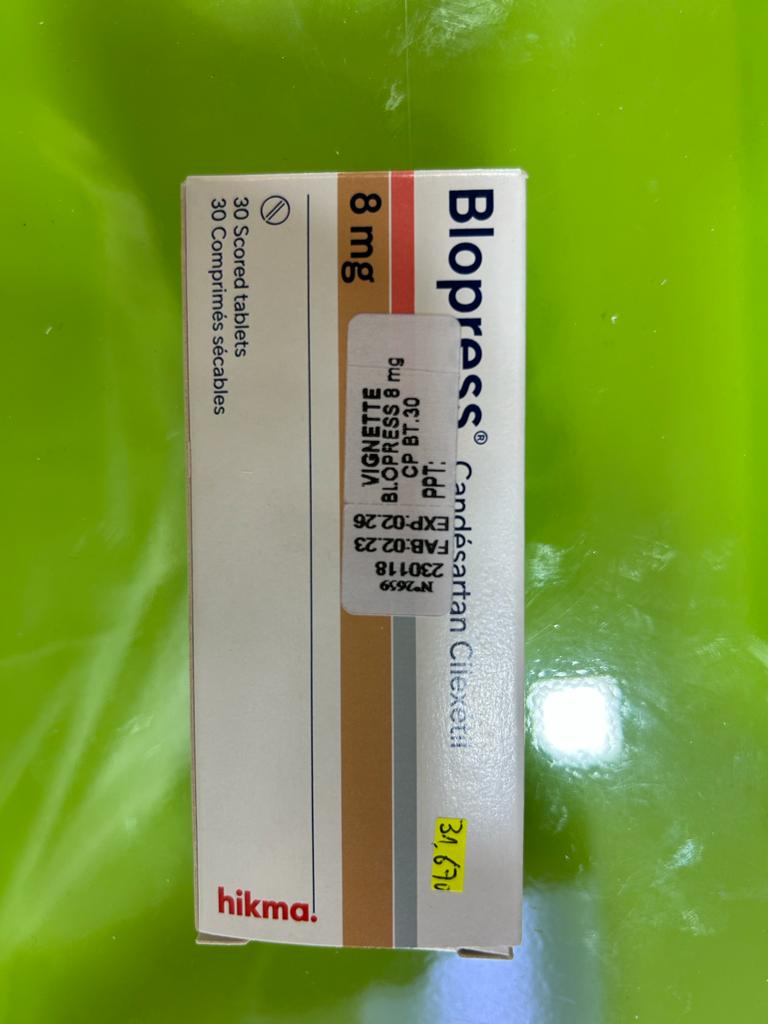 Blopress® Candésartan Cilexétil
31,670
8 mg
VIGNETTE
BLOPRESS 8 mg
CP BT.30
PPT:
N°2659
230118
FAB:02.23
EXP:02.26
30 Scored tablets
30 Comprimés sécables
hikma.